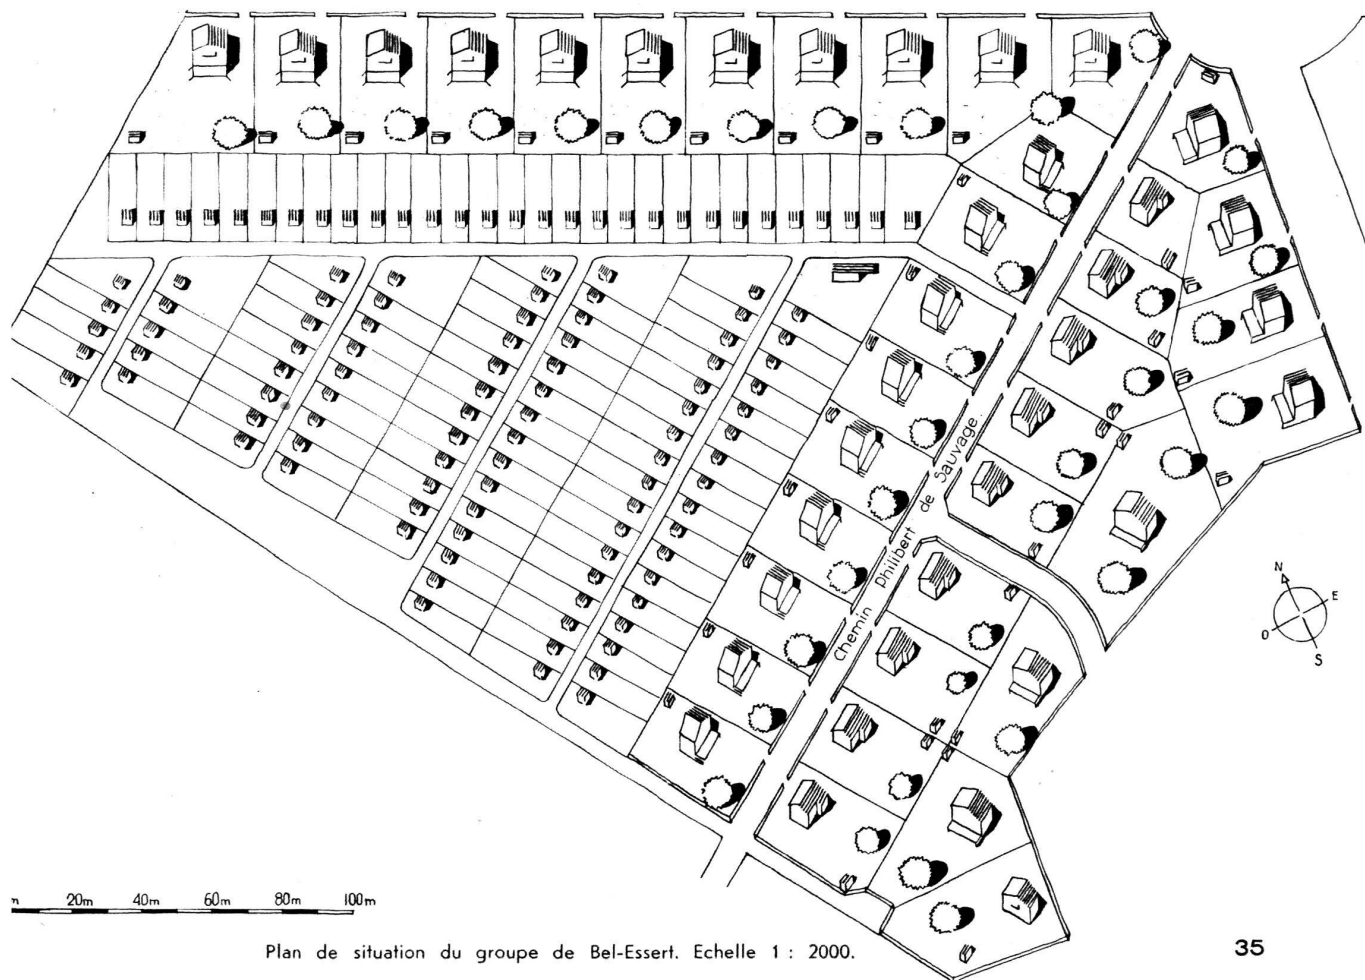 Chemin Philibert de Sauvage
N
E
O
S
m 20m 40m 60m 80m 100m
Plan de situation du groupe de Bel-Essert. Echelle 1 : 2000.
35